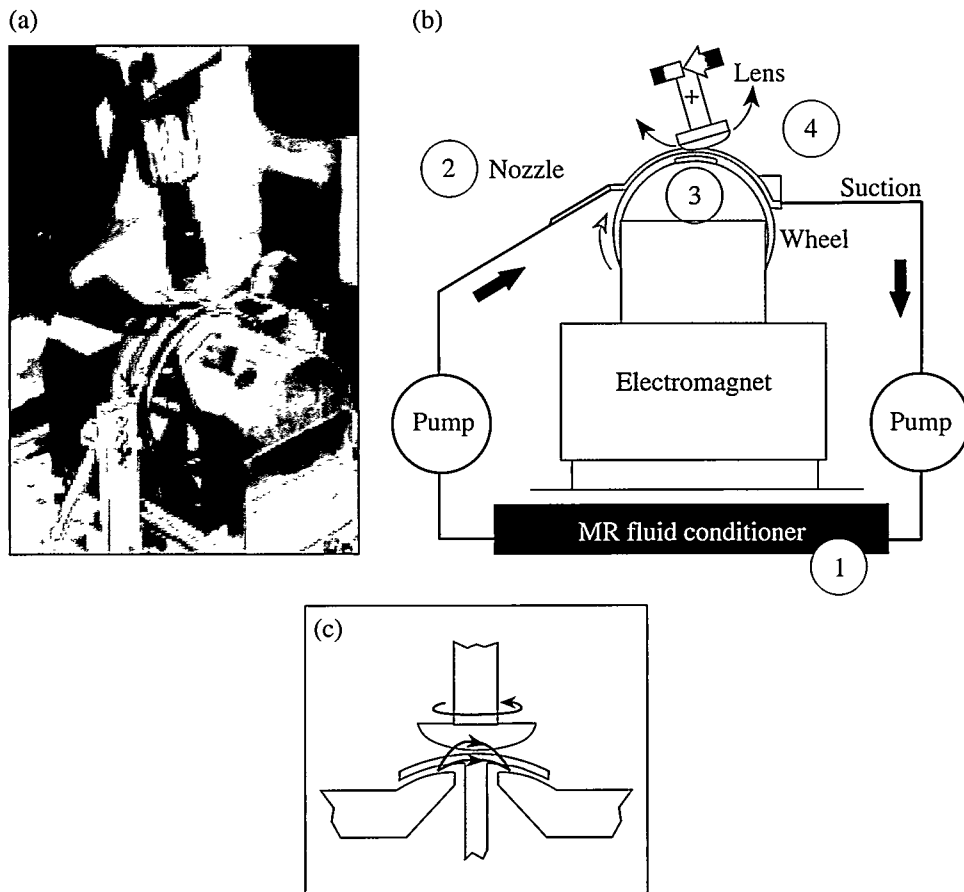 (a)
(b)
Lens
4
2 Nozzle
3
Suction
Wheel
Electromagnet
Pump
Pump
MR fluid conditioner
1
(c)